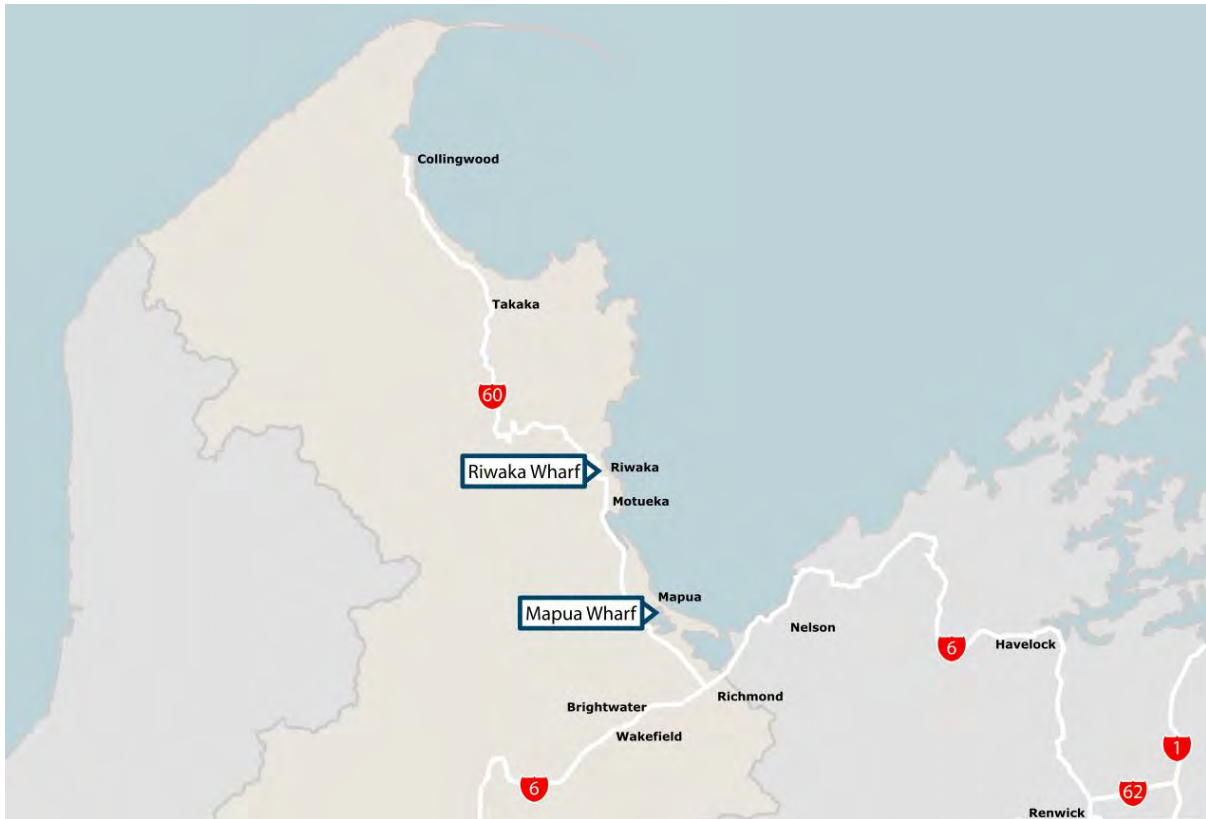 Collingwood
Takaka
60
Riwaka Wharf
Riwaka
Motueka
Mapua
Mapua Wharf
Nelson
6
Havelock
Richmond
Brightwater
Wakefield
1
6
62
Renwick